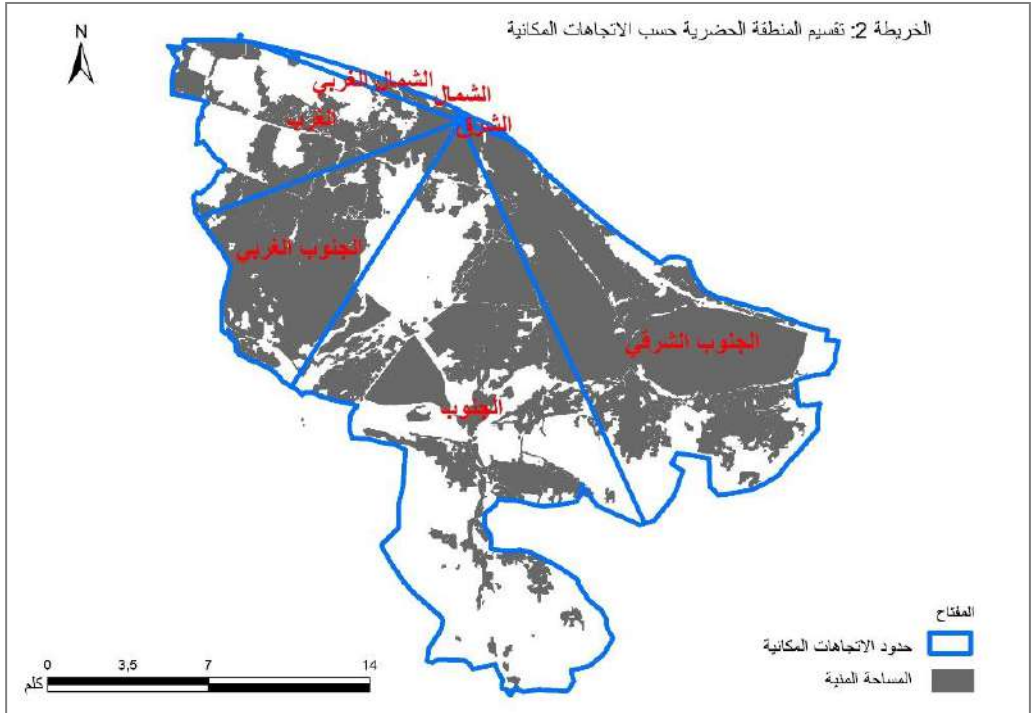 الخريطة 2: تقسيم المنطقة الحضرية حسب الاتجاهات المكانية
N
الشمال الغربي
الشمال
الغرب
الشرق
الجنوب الغربي
الجنوب الشرقي
الجنوب
المفتاح
حدود الاتجاهات المكانية
المساحة المنية
0 3,5 7 14
كلم